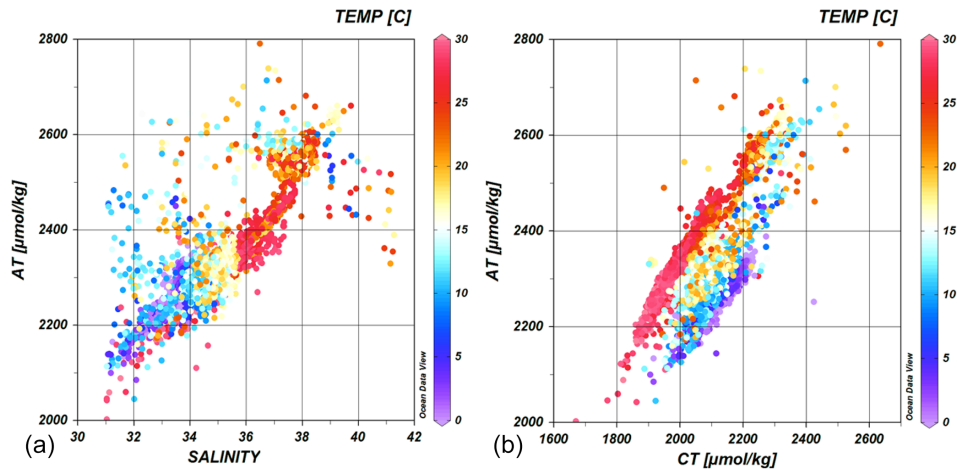 TEMP [C]
2800
2600
2400
2200
2000
AT [µmol/kg]
30
25
20
15
10
5
0
Ocean Data View
30 32 34 36 38 40 42
(a) SALINITY
TEMP [C]
2800
2600
2400
2200
2000
AT [µmol/kg]
30
25
20
15
10
5
0
Ocean Data View
1600 1800 2000 2200 2400 2600
(b) CT [µmol/kg]